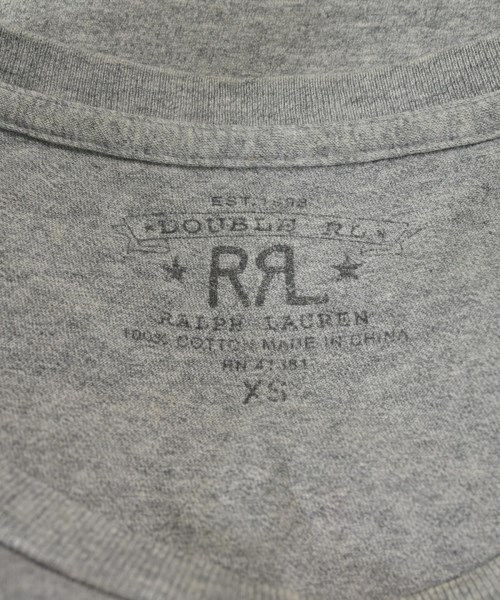 EST. 1993
★DOUBLE RL★
★ RRL ★
RALPH LAUREN
100% COTTON MADE IN CHINA
RN 41381
XS